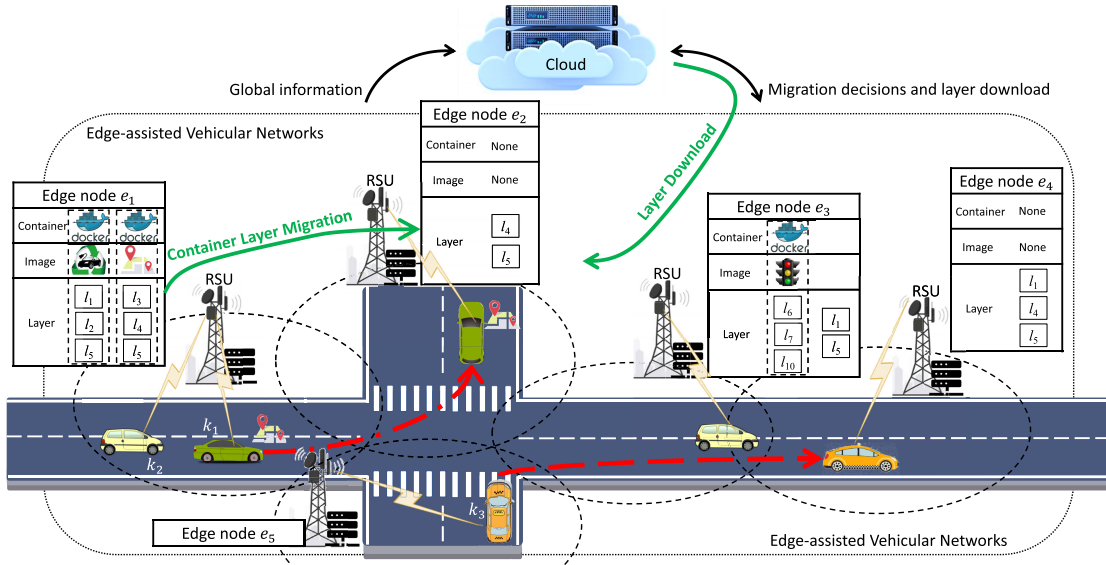 Cloud
Global information
Migration decisions and layer download
Edge-assisted Vehicular Networks
Edge node e2
Container None
Image None
Layer
l4
l5
Layer Download
RSU
Edge node e1
Container docker docker
Image
Layer
l1 l3
l2 l4
l5 l5
Container Layer Migration
RSU
Edge node e3
Container docker
Image
Layer
l6
l7
l10
l1
l5
RSU
Edge node e4
Container None
Image None
Layer
l1
l4
l5
RSU
k1
k2
k3
Edge node e5
Edge-assisted Vehicular Networks